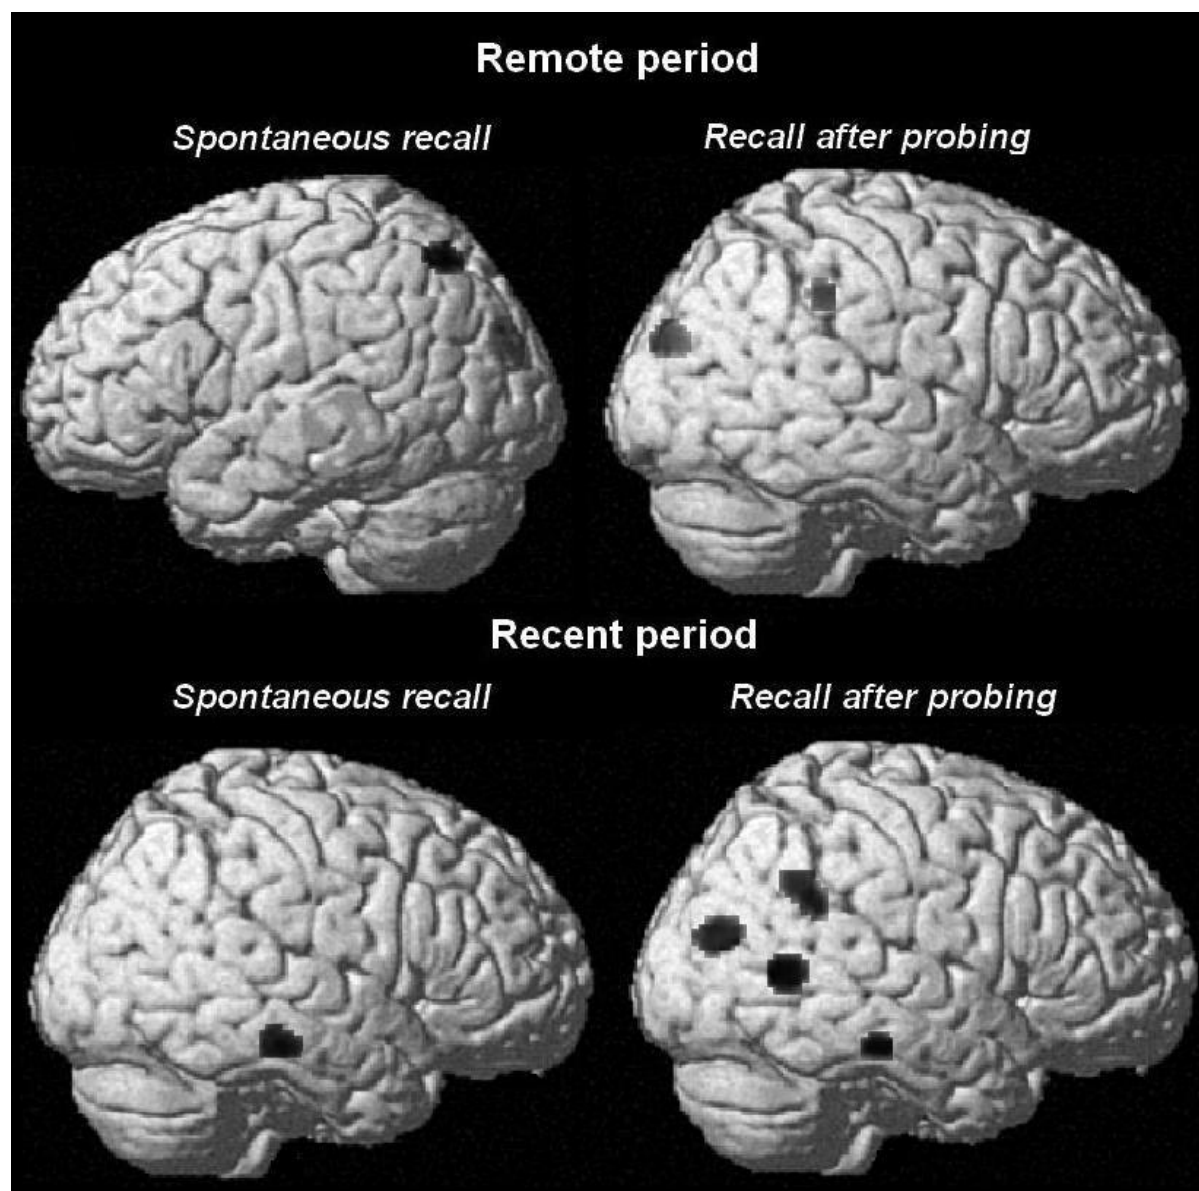 Remote period
Spontaneous recall
Recall after probing
Recent period
Spontaneous recall
Recall after probing